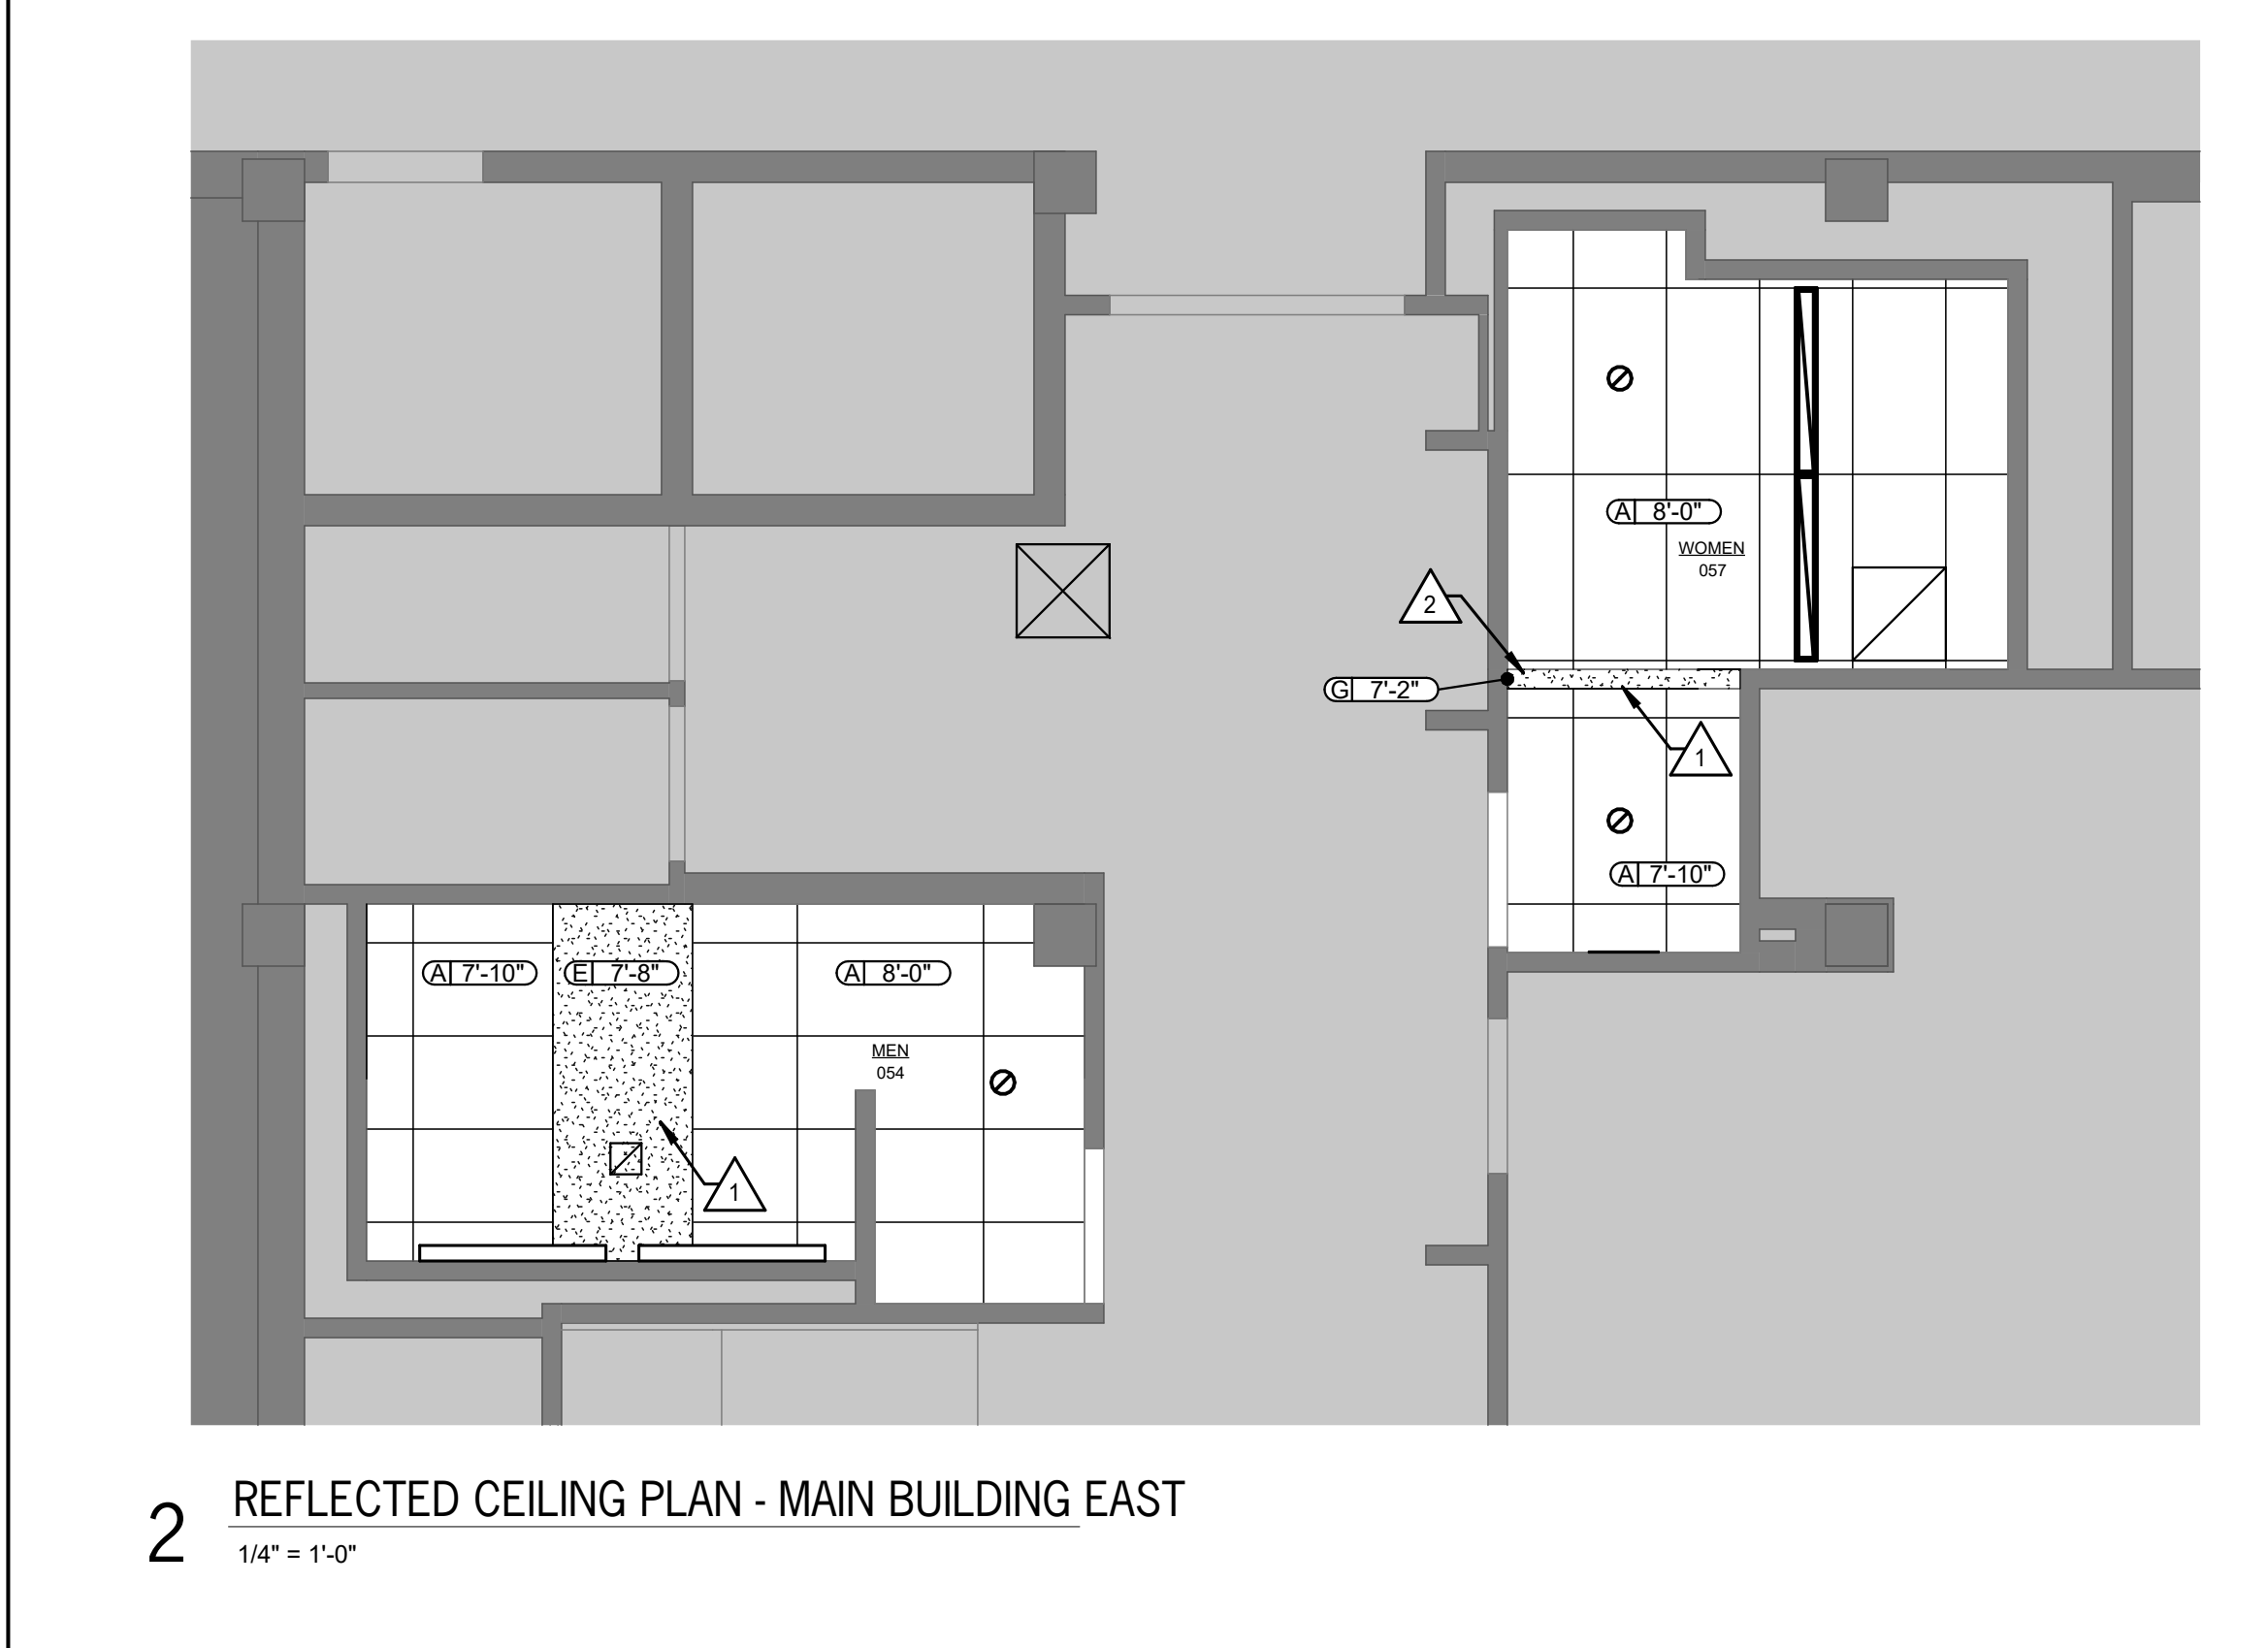 A 8'-0"
WOMEN
057
2
G 7'-2"
1
A 7'-10"
A 7'-10"
E 7'-8"
A 8'-0"
MEN
054
1
2
REFLECTED CEILING PLAN - MAIN BUILDING EAST
1/4" = 1'-0"